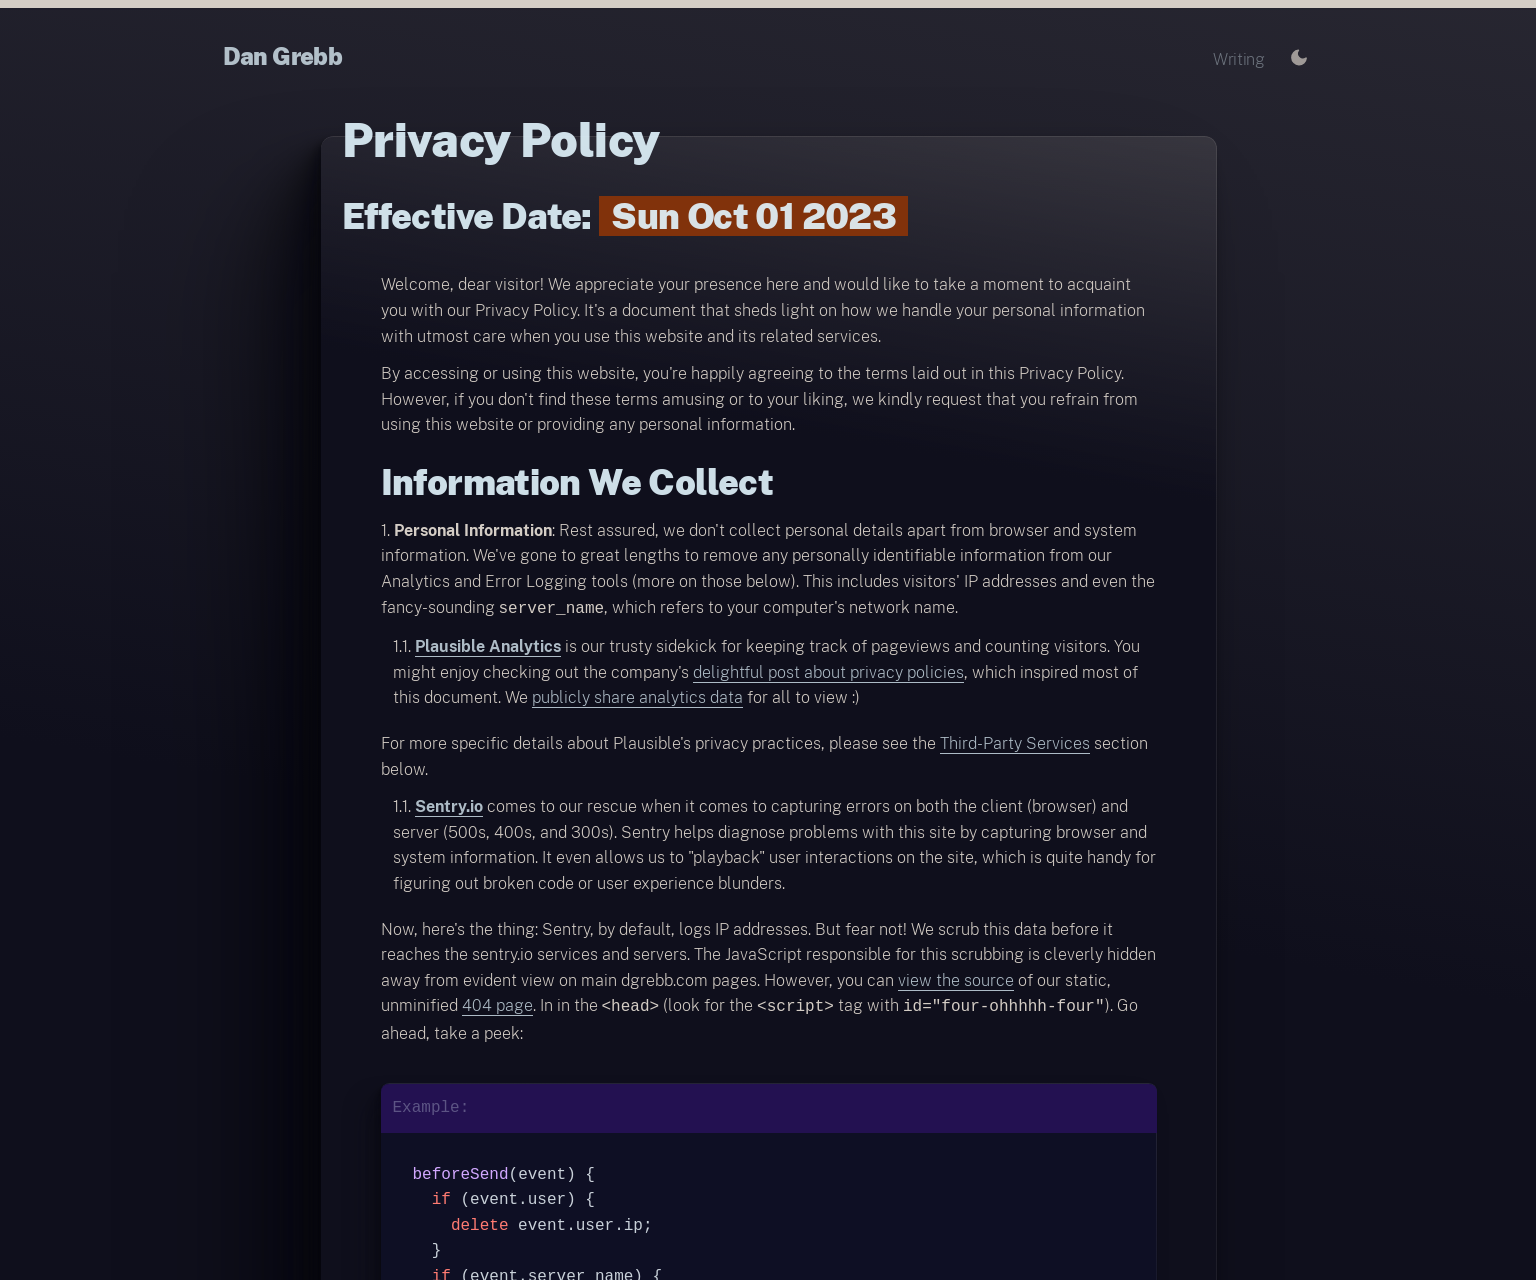 Dan Grebb
Writing
Privacy Policy
Effective Date: Sun Oct 01 2023
Welcome, dear visitor! We appreciate your presence here and would like to take a moment to acquaint
you with our Privacy Policy. It's a document that sheds light on how we handle your personal information
with utmost care when you use this website and its related services.
By accessing or using this website, you're happily agreeing to the terms laid out in this Privacy Policy.
However, if you don't find these terms amusing or to your liking, we kindly request that you refrain from
using this website or providing any personal information.
Information We Collect
1. Personal Information: Rest assured, we don't collect personal details apart from browser and system
information. We've gone to great lengths to remove any personally identifiable information from our
Analytics and Error Logging tools (more on those below). This includes visitors' IP addresses and even the
fancy-sounding server_name, which refers to your computer's network name.
1.1. Plausible Analytics is our trusty sidekick for keeping track of pageviews and counting visitors. You
might enjoy checking out the company's delightful post about privacy policies, which inspired most of
this document. We publicly share analytics data for all to view :)
For more specific details about Plausible's privacy practices, please see the Third-Party Services section
below.
1.1. Sentry.io comes to our rescue when it comes to capturing errors on both the client (browser) and
server (500s, 400s, and 300s). Sentry helps diagnose problems with this site by capturing browser and
system information. It even allows us to "playback" user interactions on the site, which is quite handy for
figuring out broken code or user experience blunders.
Now, here's the thing: Sentry, by default, logs IP addresses. But fear not! We scrub this data before it
reaches the sentry.io services and servers. The JavaScript responsible for this scrubbing is cleverly hidden
away from evident view on main dgrebb.com pages. However, you can view the source of our static,
unminified 404 page. In in the <head> (look for the <script> tag with id="four-ohhhhh-four"). Go
ahead, take a peek:
Example:
beforeSend(event) {
if (event.user) {
delete event.user.ip;
}
if (event.server_name) {